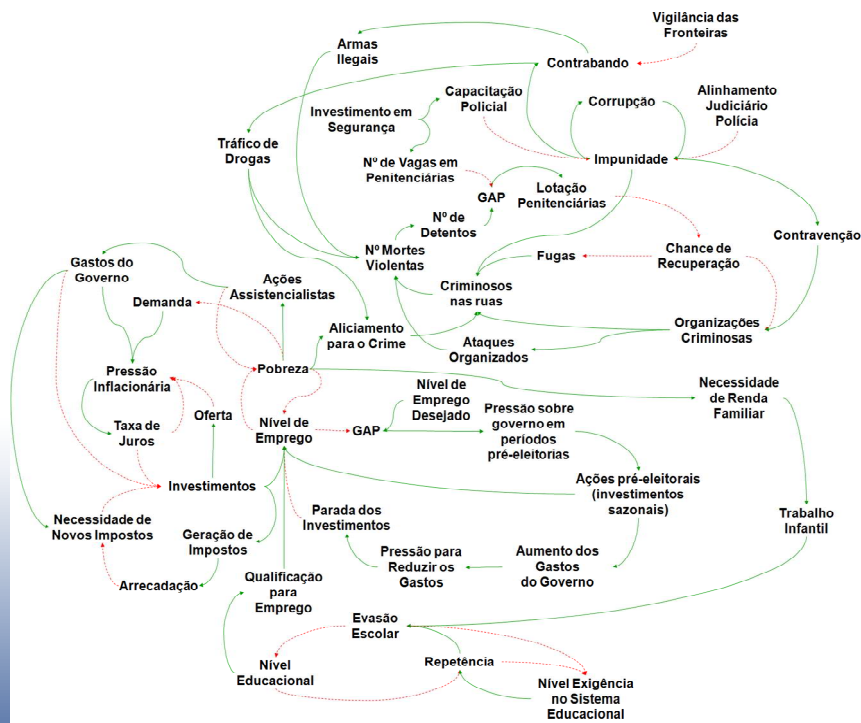 Vigilância das
Fronteiras
Armas
Ilegais
Contrabando
Capacitação
Policial
Corrupção
Alinhamento
Judiciário
Polícia
Investimento em
Segurança
Tráfico de
Drogas
Nº de Vagas em
Penitenciárias
Impunidade
GAP
Lotação
Penitenciárias
Nº de
Detentos
Contravenção
Nº Mortes
Violentas
Fugas
Chance de
Recuperação
Gastos do
Governo
Ações
Assistencialistas
Criminosos
nas ruas
Demanda
Aliciamento
para o Crime
Ataques
Organizados
Organizações
Criminosas
Pressão
Inflacionária
Pobreza
Nível de
Emprego
Desejado
Necessidade
de Renda
Familiar
Taxa de
Juros
Oferta
Nível de
Emprego
GAP
Pressão sobre
governo em
períodos
pré-eleitorias
Investimentos
Ações pré-eleitorais
(investimentos
sazonais)
Necessidade de
Novos Impostos
Geração de
Impostos
Parada dos
Investimentos
Trabalho
Infantil
Pressão para
Reduzir os
Gastos
Aumento dos
Gastos
do Governo
Arrecadação
Qualificação
para
Emprego
Evasão
Escolar
Nível
Educacional
Repetência
Nível Exigência
no Sistema
Educacional